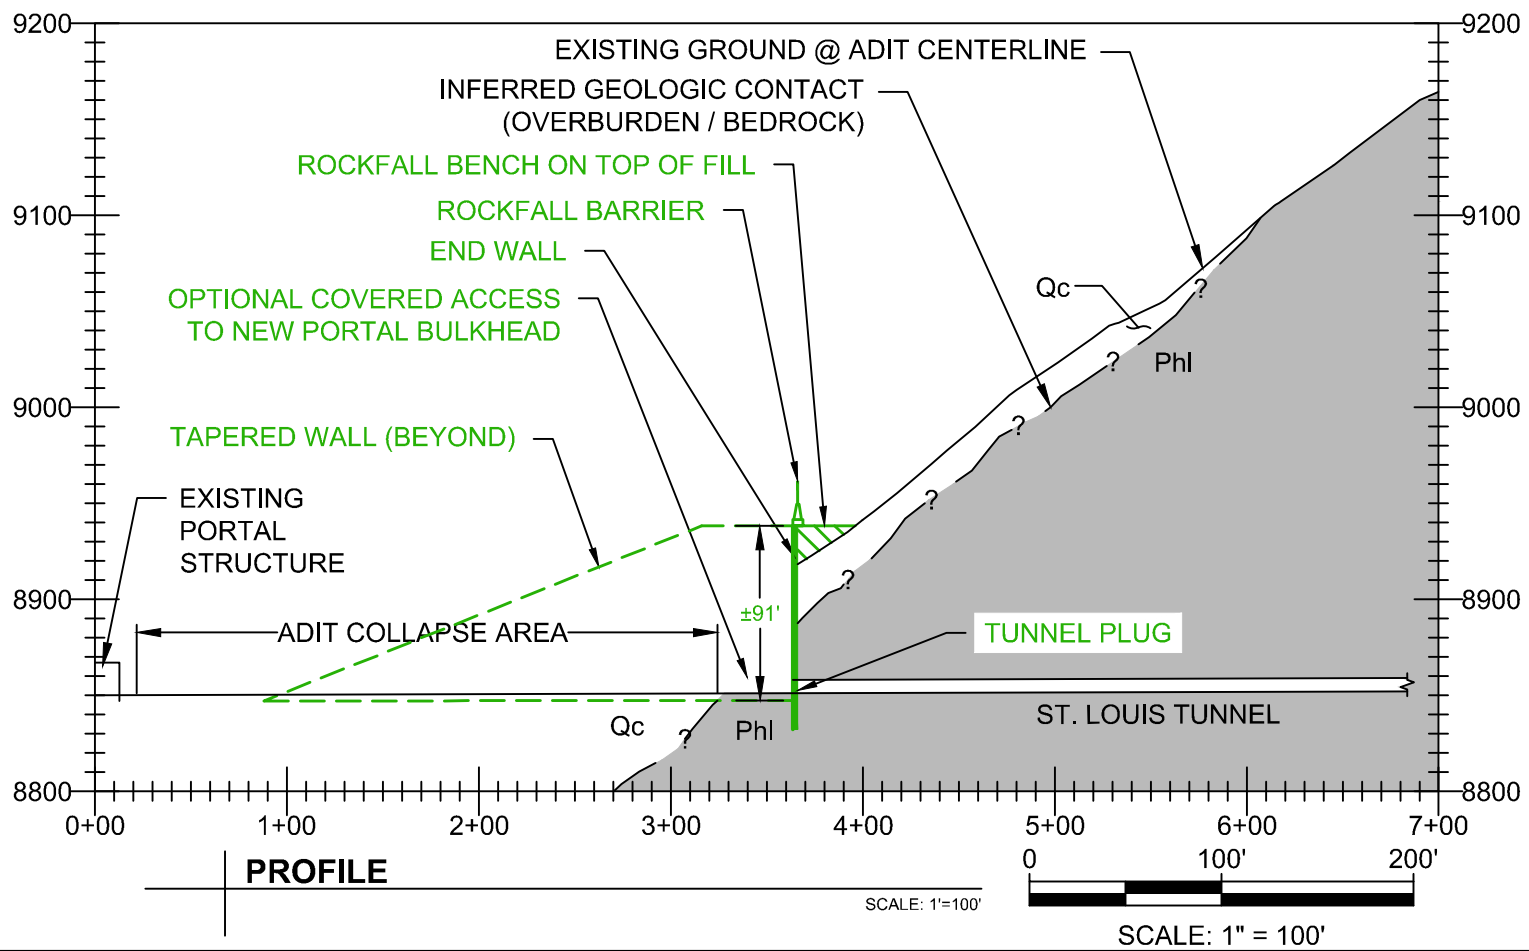 9200
9200
EXISTING GROUND @ ADIT CENTERLINE
INFERRED GEOLOGIC CONTACT
(OVERBURDEN / BEDROCK)
ROCKFALL BENCH ON TOP OF FILL
9100
ROCKFALL BARRIER
9100
END WALL
OPTIONAL COVERED ACCESS
TO NEW PORTAL BULKHEAD
Qc
?
Phl
?
9000
9000
?
TAPERED WALL (BEYOND)
EXISTING
PORTAL
STRUCTURE
?
?
8900
8900
±91'
ADIT COLLAPSE AREA
TUNNEL PLUG
Qc
?
Phl
ST. LOUIS TUNNEL
8800
8800
0+00
1+00
2+00
3+00
4+00
5+00
6+00
7+00
PROFILE
SCALE: 1'=100'
0
100'
200'
SCALE: 1" = 100'